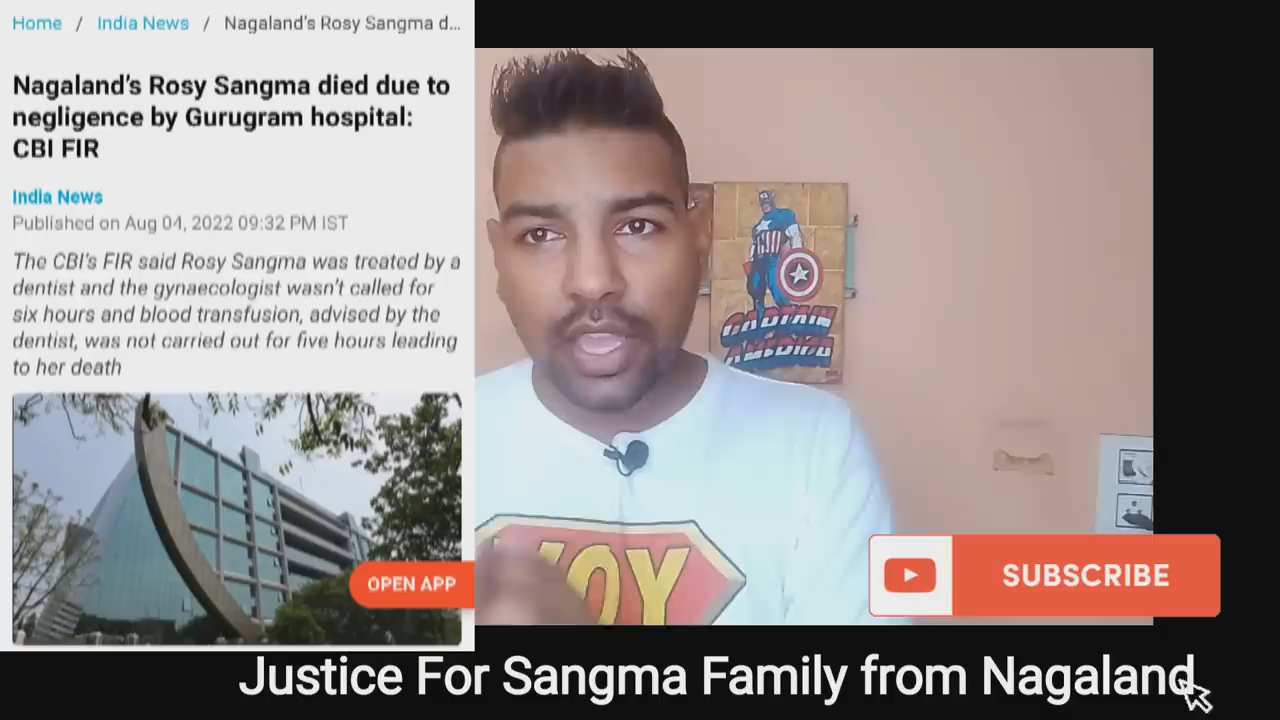 Home / India News / Nagaland's Rosy Sangma d...
Nagaland's Rosy Sangma died due to
negligence by Gurugram hospital:
CBI FIR
India News
Published on Aug 04, 2022 09:32 PM IST
The CBI's FIR said Rosy Sangma was treated by a
dentist and the gynaecologist wasn't called for
six hours and blood transfusion, advised by the
dentist, was not carried out for five hours leading
to her death
OPEN APP
CAPTAIN
AMERICA
SUBSCRIBE
Justice For Sangma Family from Nagaland